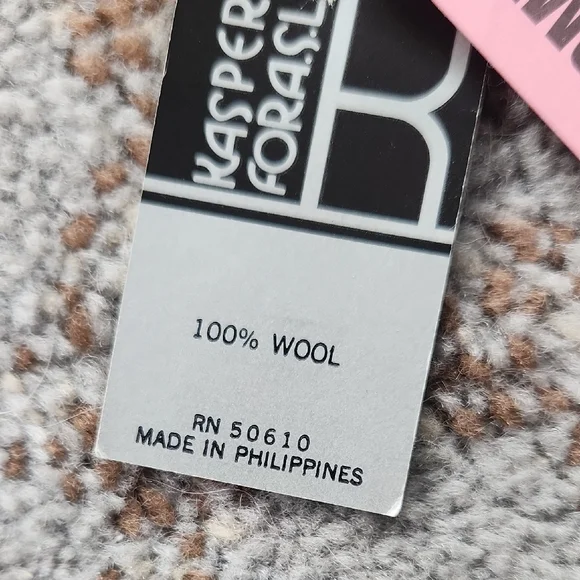 KASPER
FOR A.S.L.
100% WOOL
RN 50610
MADE IN PHILIPPINES